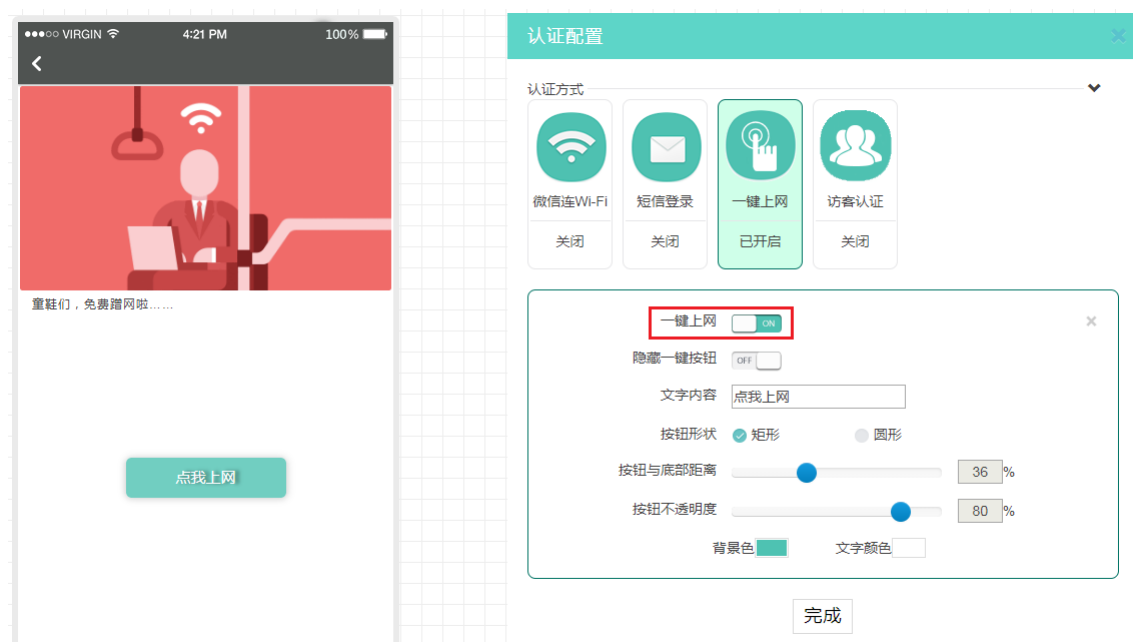 VIRGIN 4:21 PM 100%
童鞋们，免费蹭网啦……
点我上网
认证配置
认证方式
微信连Wi-Fi 短信登录 一键上网 访客认证
关闭 关闭 已开启 关闭
一键上网 ON
隐藏一键按钮 OFF
文字内容 点我上网
按钮形状 矩形 圆形
按钮与底部距离 36 %
按钮不透明度 80 %
背景色 文字颜色
完成